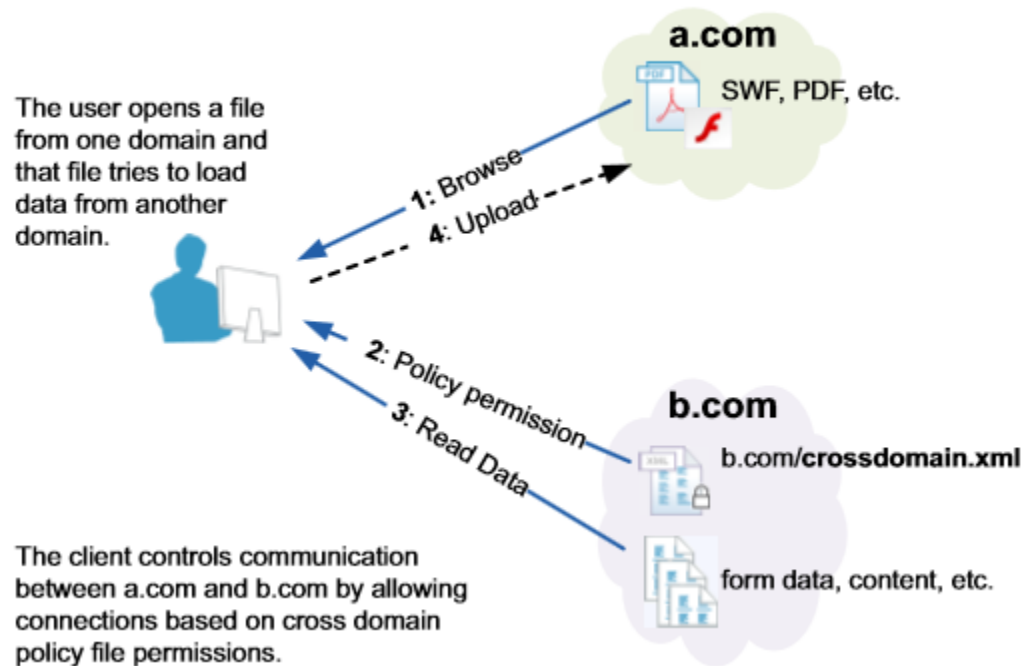 a.com
PDF
SWF, PDF, etc.
The user opens a file
from one domain and
that file tries to load
data from another
domain.
1: Browse
4: Upload
2: Policy permission
3: Read Data
b.com
XML
b.com/crossdomain.xml
form data, content, etc.
The client controls communication
between a.com and b.com by allowing
connections based on cross domain
policy file permissions.